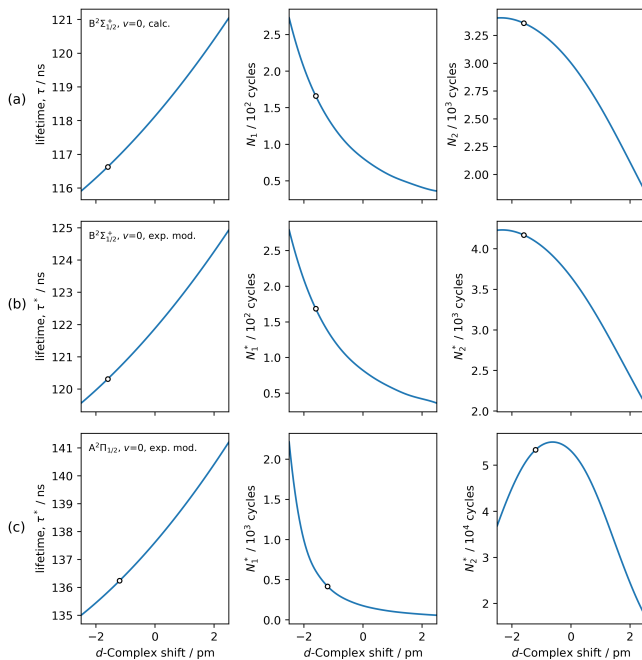 (a)
B²Σ⁺₁/₂, v=0, calc.
lifetime, τ / ns
121
120
119
118
117
116
N₁ / 10² cycles
2.5
2.0
1.5
1.0
0.5
N₂ / 10³ cycles
3.25
3.00
2.75
2.50
2.25
2.00
(b)
B²Σ⁺₁/₂, v=0, exp. mod.
lifetime, τ* / ns
125
124
123
122
121
120
N₁* / 10² cycles
2.5
2.0
1.5
1.0
0.5
N₂* / 10³ cycles
4.0
3.5
3.0
2.5
2.0
(c)
A²Π₁/₂, v=0, exp. mod.
lifetime, τ* / ns
141
140
139
138
137
136
135
N₁* / 10³ cycles
2.0
1.5
1.0
0.5
0.0
N₂* / 10⁴ cycles
5
4
3
2
−2 0 2
−2 0 2
−2 0 2
d-Complex shift / pm
d-Complex shift / pm
d-Complex shift / pm